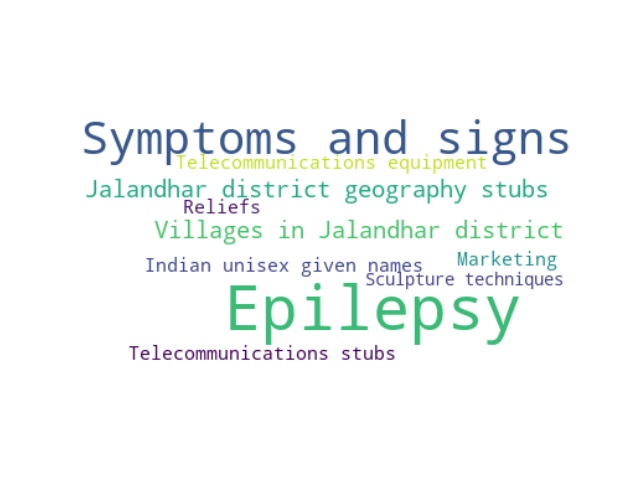 Symptoms and signs
Telecommunications equipment
Jalandhar district geography stubs
Reliefs
Villages in Jalandhar district
Marketing
Indian unisex given names
Sculpture techniques
Epilepsy
Telecommunications stubs